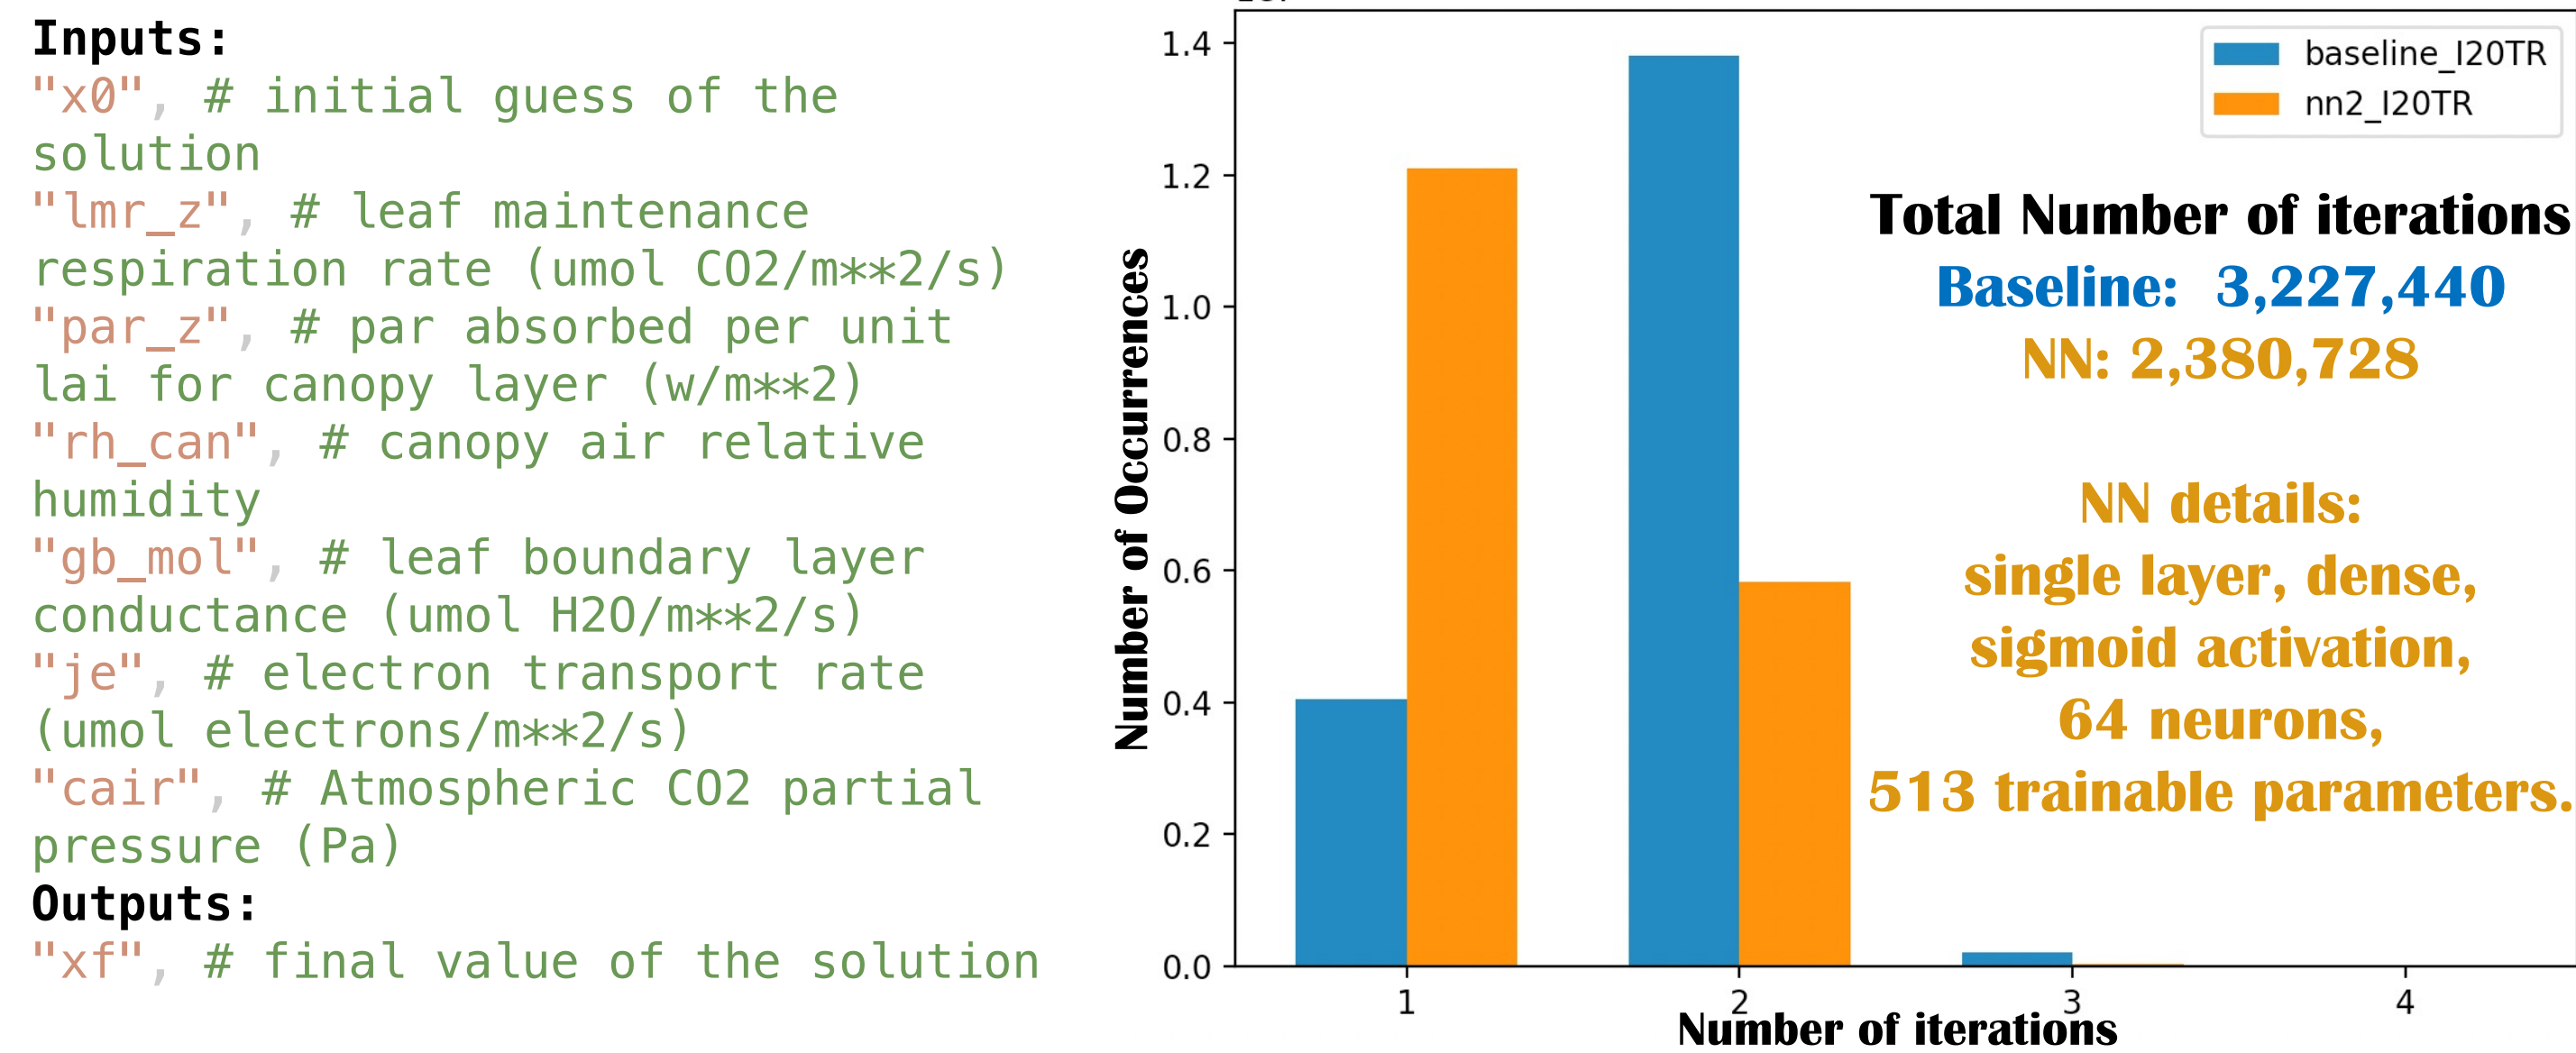 Inputs:
"x0", # initial guess of the
solution
"lmr_z", # leaf maintenance
respiration rate (umol CO2/m**2/s)
"par_z", # par absorbed per unit
lai for canopy layer (w/m**2)
"rh_can", # canopy air relative
humidity
"gb_mol", # leaf boundary layer
conductance (umol H2O/m**2/s)
"je", # electron transport rate
(umol electrons/m**2/s)
"cair", # Atmospheric CO2 partial
pressure (Pa)
Outputs:
"xf", # final value of the solution
Number of Occurrences
1.4
1.2
1.0
0.8
0.6
0.4
0.2
0.0
baseline_I20TR
nn2_I20TR
Total Number of iterations
Baseline: 3,227,440
NN: 2,380,728
NN details:
single layer, dense,
sigmoid activation,
64 neurons,
513 trainable parameters.
1 2 3 4
Number of iterations